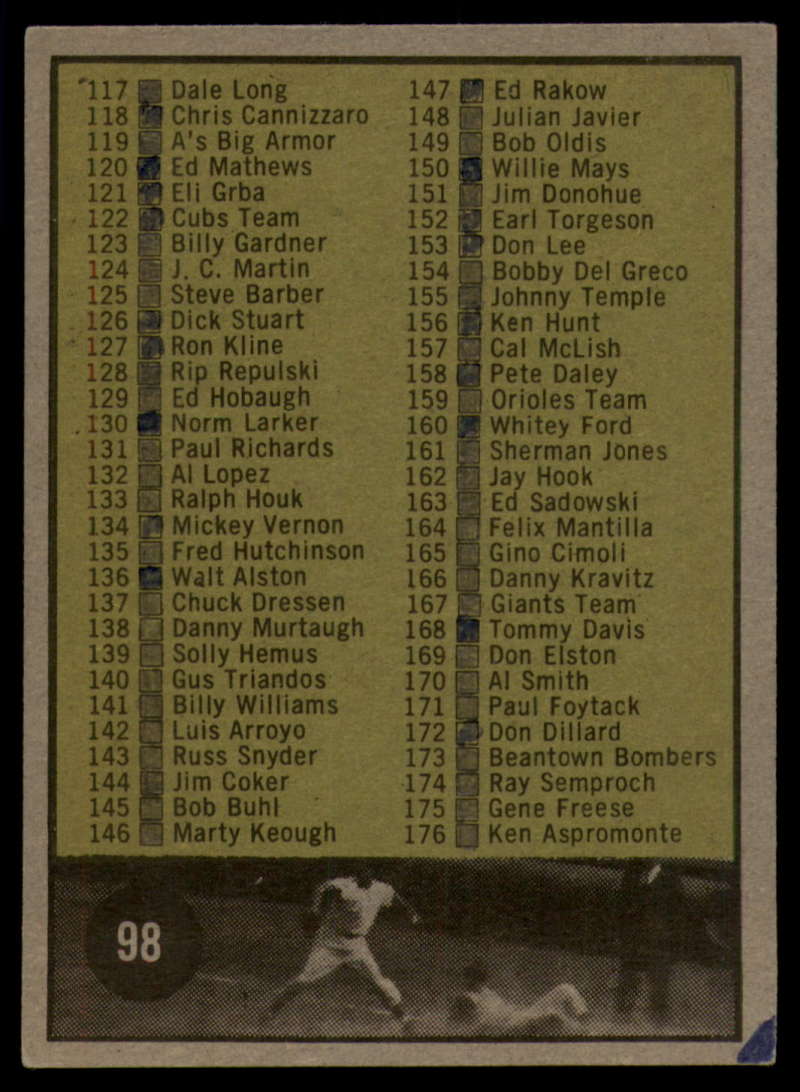 117 Dale Long
118 Chris Cannizzaro
119 A's Big Armor
120 Ed Mathews
121 Eli Grba
122 Cubs Team
123 Billy Gardner
124 J. C. Martin
125 Steve Barber
126 Dick Stuart
127 Ron Kline
128 Rip Repulski
129 Ed Hobaugh
130 Norm Larker
131 Paul Richards
132 Al Lopez
133 Ralph Houk
134 Mickey Vernon
135 Fred Hutchinson
136 Walt Alston
137 Chuck Dressen
138 Danny Murtaugh
139 Solly Hemus
140 Gus Triandos
141 Billy Williams
142 Luis Arroyo
143 Russ Snyder
144 Jim Coker
145 Bob Buhl
146 Marty Keough
147 Ed Rakow
148 Julian Javier
149 Bob Oldis
150 Willie Mays
151 Jim Donohue
152 Earl Torgeson
153 Don Lee
154 Bobby Del Greco
155 Johnny Temple
156 Ken Hunt
157 Cal McLish
158 Pete Daley
159 Orioles Team
160 Whitey Ford
161 Sherman Jones
162 Jay Hook
163 Ed Sadowski
164 Felix Mantilla
165 Gino Cimoli
166 Danny Kravitz
167 Giants Team
168 Tommy Davis
169 Don Elston
170 Al Smith
171 Paul Foytack
172 Don Dillard
173 Beantown Bombers
174 Ray Semproch
175 Gene Freese
176 Ken Aspromonte
98